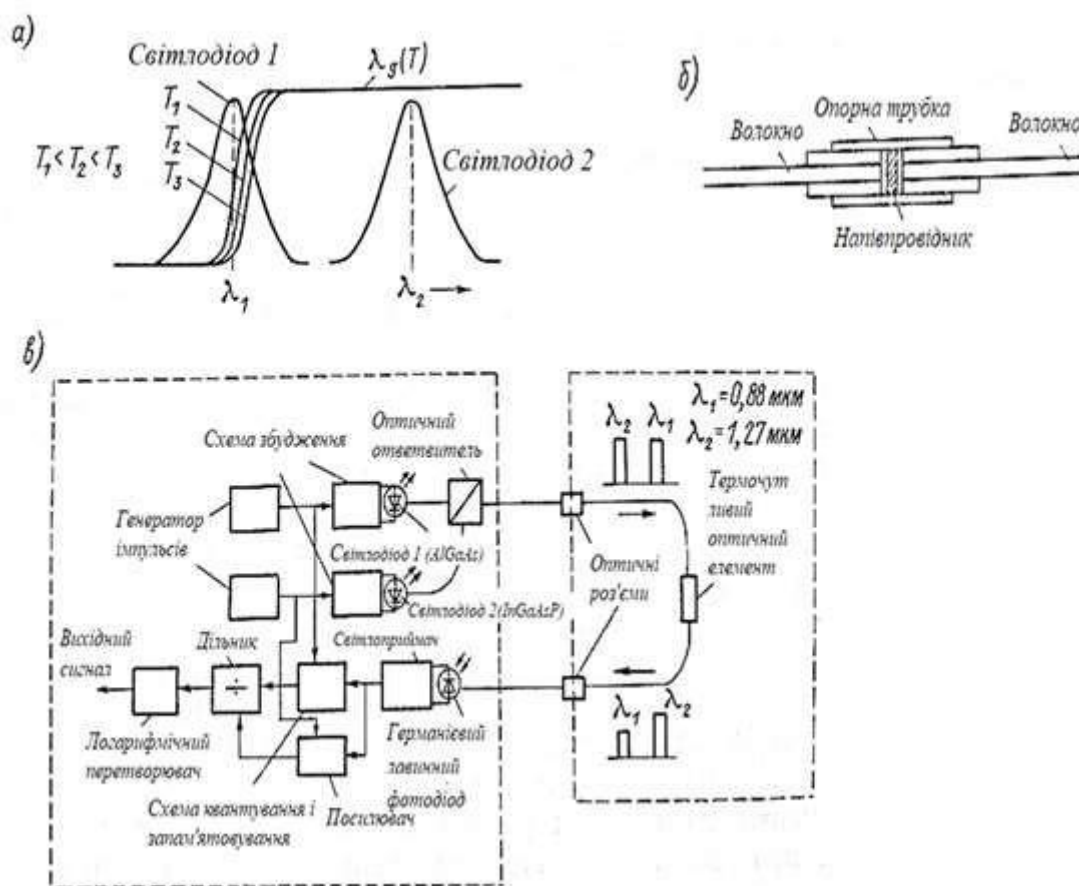 а)
Світлодіод 1
λg(T)
T1
T2
T3
T1 < T2 < T3
Світлодіод 2
λ1
λ2
б)
Опорна трубка
Волокно
Волокно
Напівпровідник
в)
λ1=0,88 мкм
λ2=1,27 мкм
λ2 λ1
Оптичний
ответвитель
Схема збудження
Термочут
ливий
оптичний
елемент
Генератор
імпульсів
Світлодіод 1 (AlGaAs)
Оптичні
роз'єми
Світлодіод 2(InGaAsP)
Вихідний
сигнал
Дільник
Світлоприймач
÷
λ1 λ2
Логарифмічний
перетворювач
Германієвий
лавинний
фотодіод
Схема квантування і
запам'ятовування
Посилювач